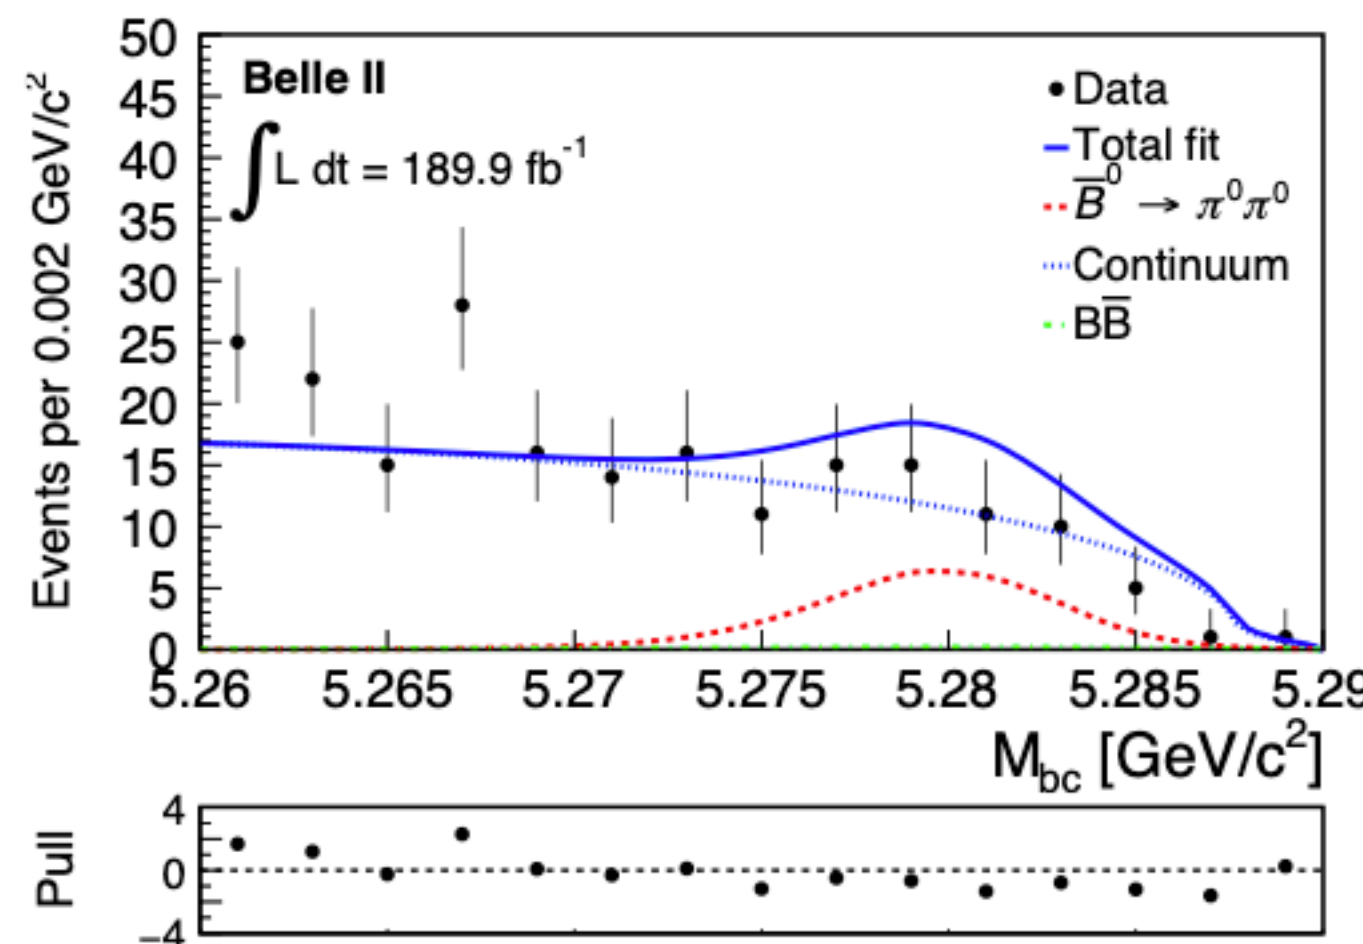 Events per 0.002 GeV/c²
50
45
40
35
30
25
20
15
10
5
0
Belle II
∫L dt = 189.9 fb⁻¹
Data
Total fit
B̅⁰ → π⁰π⁰
Continuum
BB̅
5.26 5.265 5.27 5.275 5.28 5.285 5.29
M_bc [GeV/c²]
Pull
4
0
−4